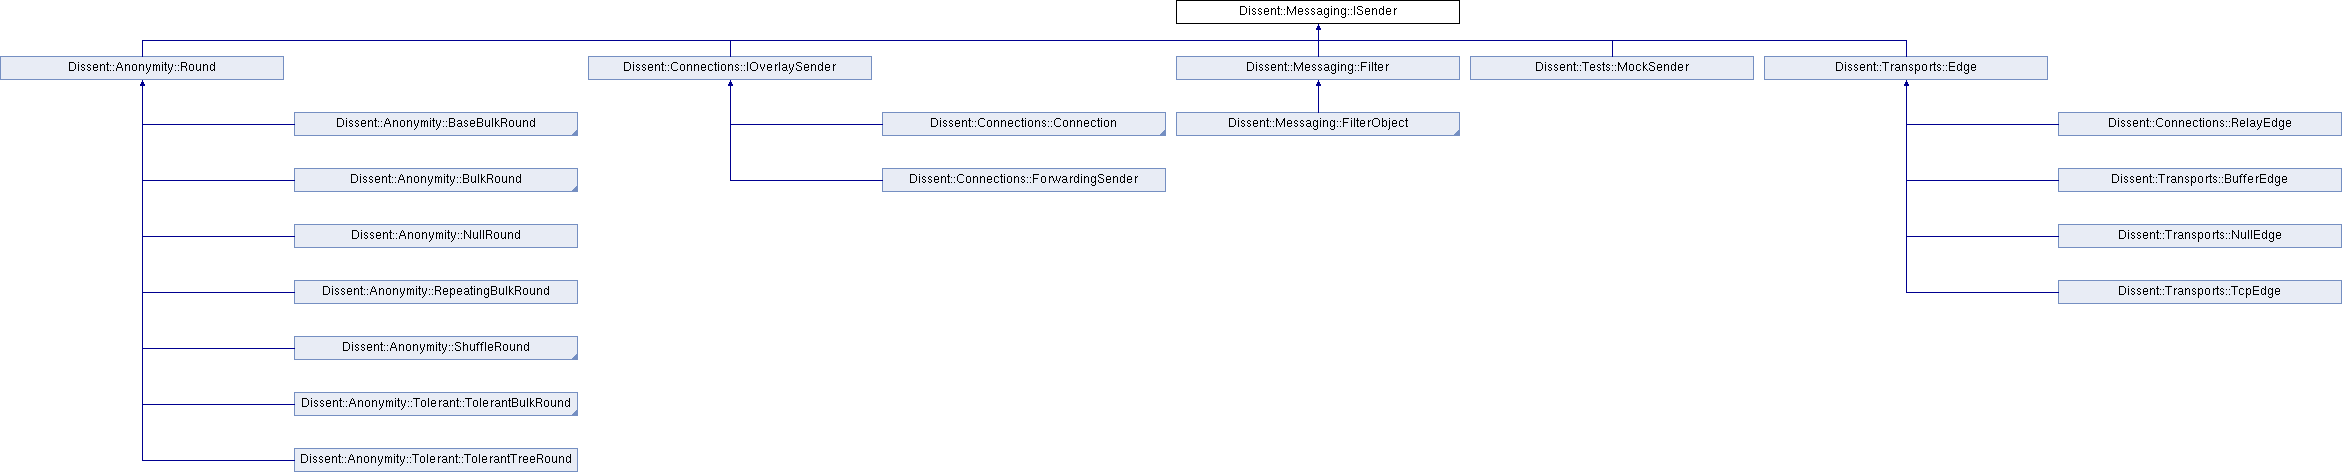 Dissent::Messaging::ISender
Dissent::Anonymity::Round
Dissent::Connections::IOverlaySender
Dissent::Messaging::Filter
Dissent::Tests::MockSender
Dissent::Transports::Edge
Dissent::Anonymity::BaseBulkRound
Dissent::Connections::Connection
Dissent::Messaging::FilterObject
Dissent::Connections::RelayEdge
Dissent::Anonymity::BulkRound
Dissent::Connections::ForwardingSender
Dissent::Transports::BufferEdge
Dissent::Anonymity::NullRound
Dissent::Transports::NullEdge
Dissent::Anonymity::RepeatingBulkRound
Dissent::Transports::TcpEdge
Dissent::Anonymity::ShuffleRound
Dissent::Anonymity::Tolerant::TolerantBulkRound
Dissent::Anonymity::Tolerant::TolerantTreeRound